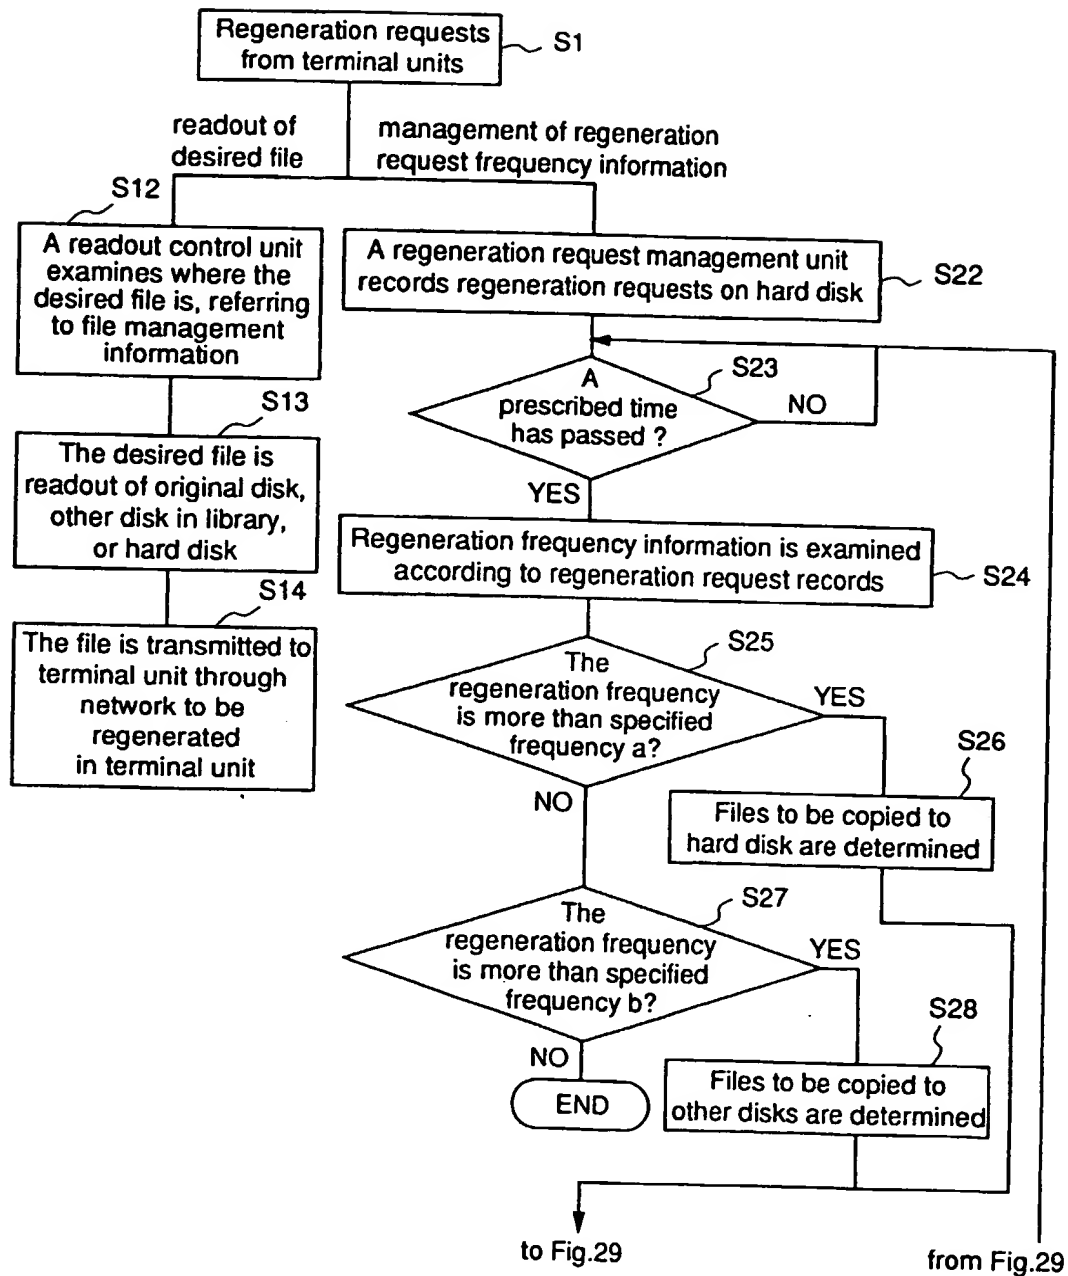 Regeneration requests
from terminal units
S1
readout of
desired file
management of regeneration
request frequency information
S12
A readout control unit
examines where the
desired file is, referring
to file management
information
A regeneration request management unit
records regeneration requests on hard disk
S22
S23
A
prescribed time
has passed ?
NO
YES
S13
The desired file is
readout of original disk,
other disk in library,
or hard disk
Regeneration frequency information is examined
according to regeneration request records
S24
S14
The file is transmitted to
terminal unit through
network to be
regenerated
in terminal unit
S25
The
regeneration frequency
is more than specified
frequency a?
YES
NO
S26
Files to be copied to
hard disk are determined
S27
The
regeneration frequency
is more than specified
frequency b?
YES
NO
END
S28
Files to be copied to
other disks are determined
to Fig.29
from Fig.29